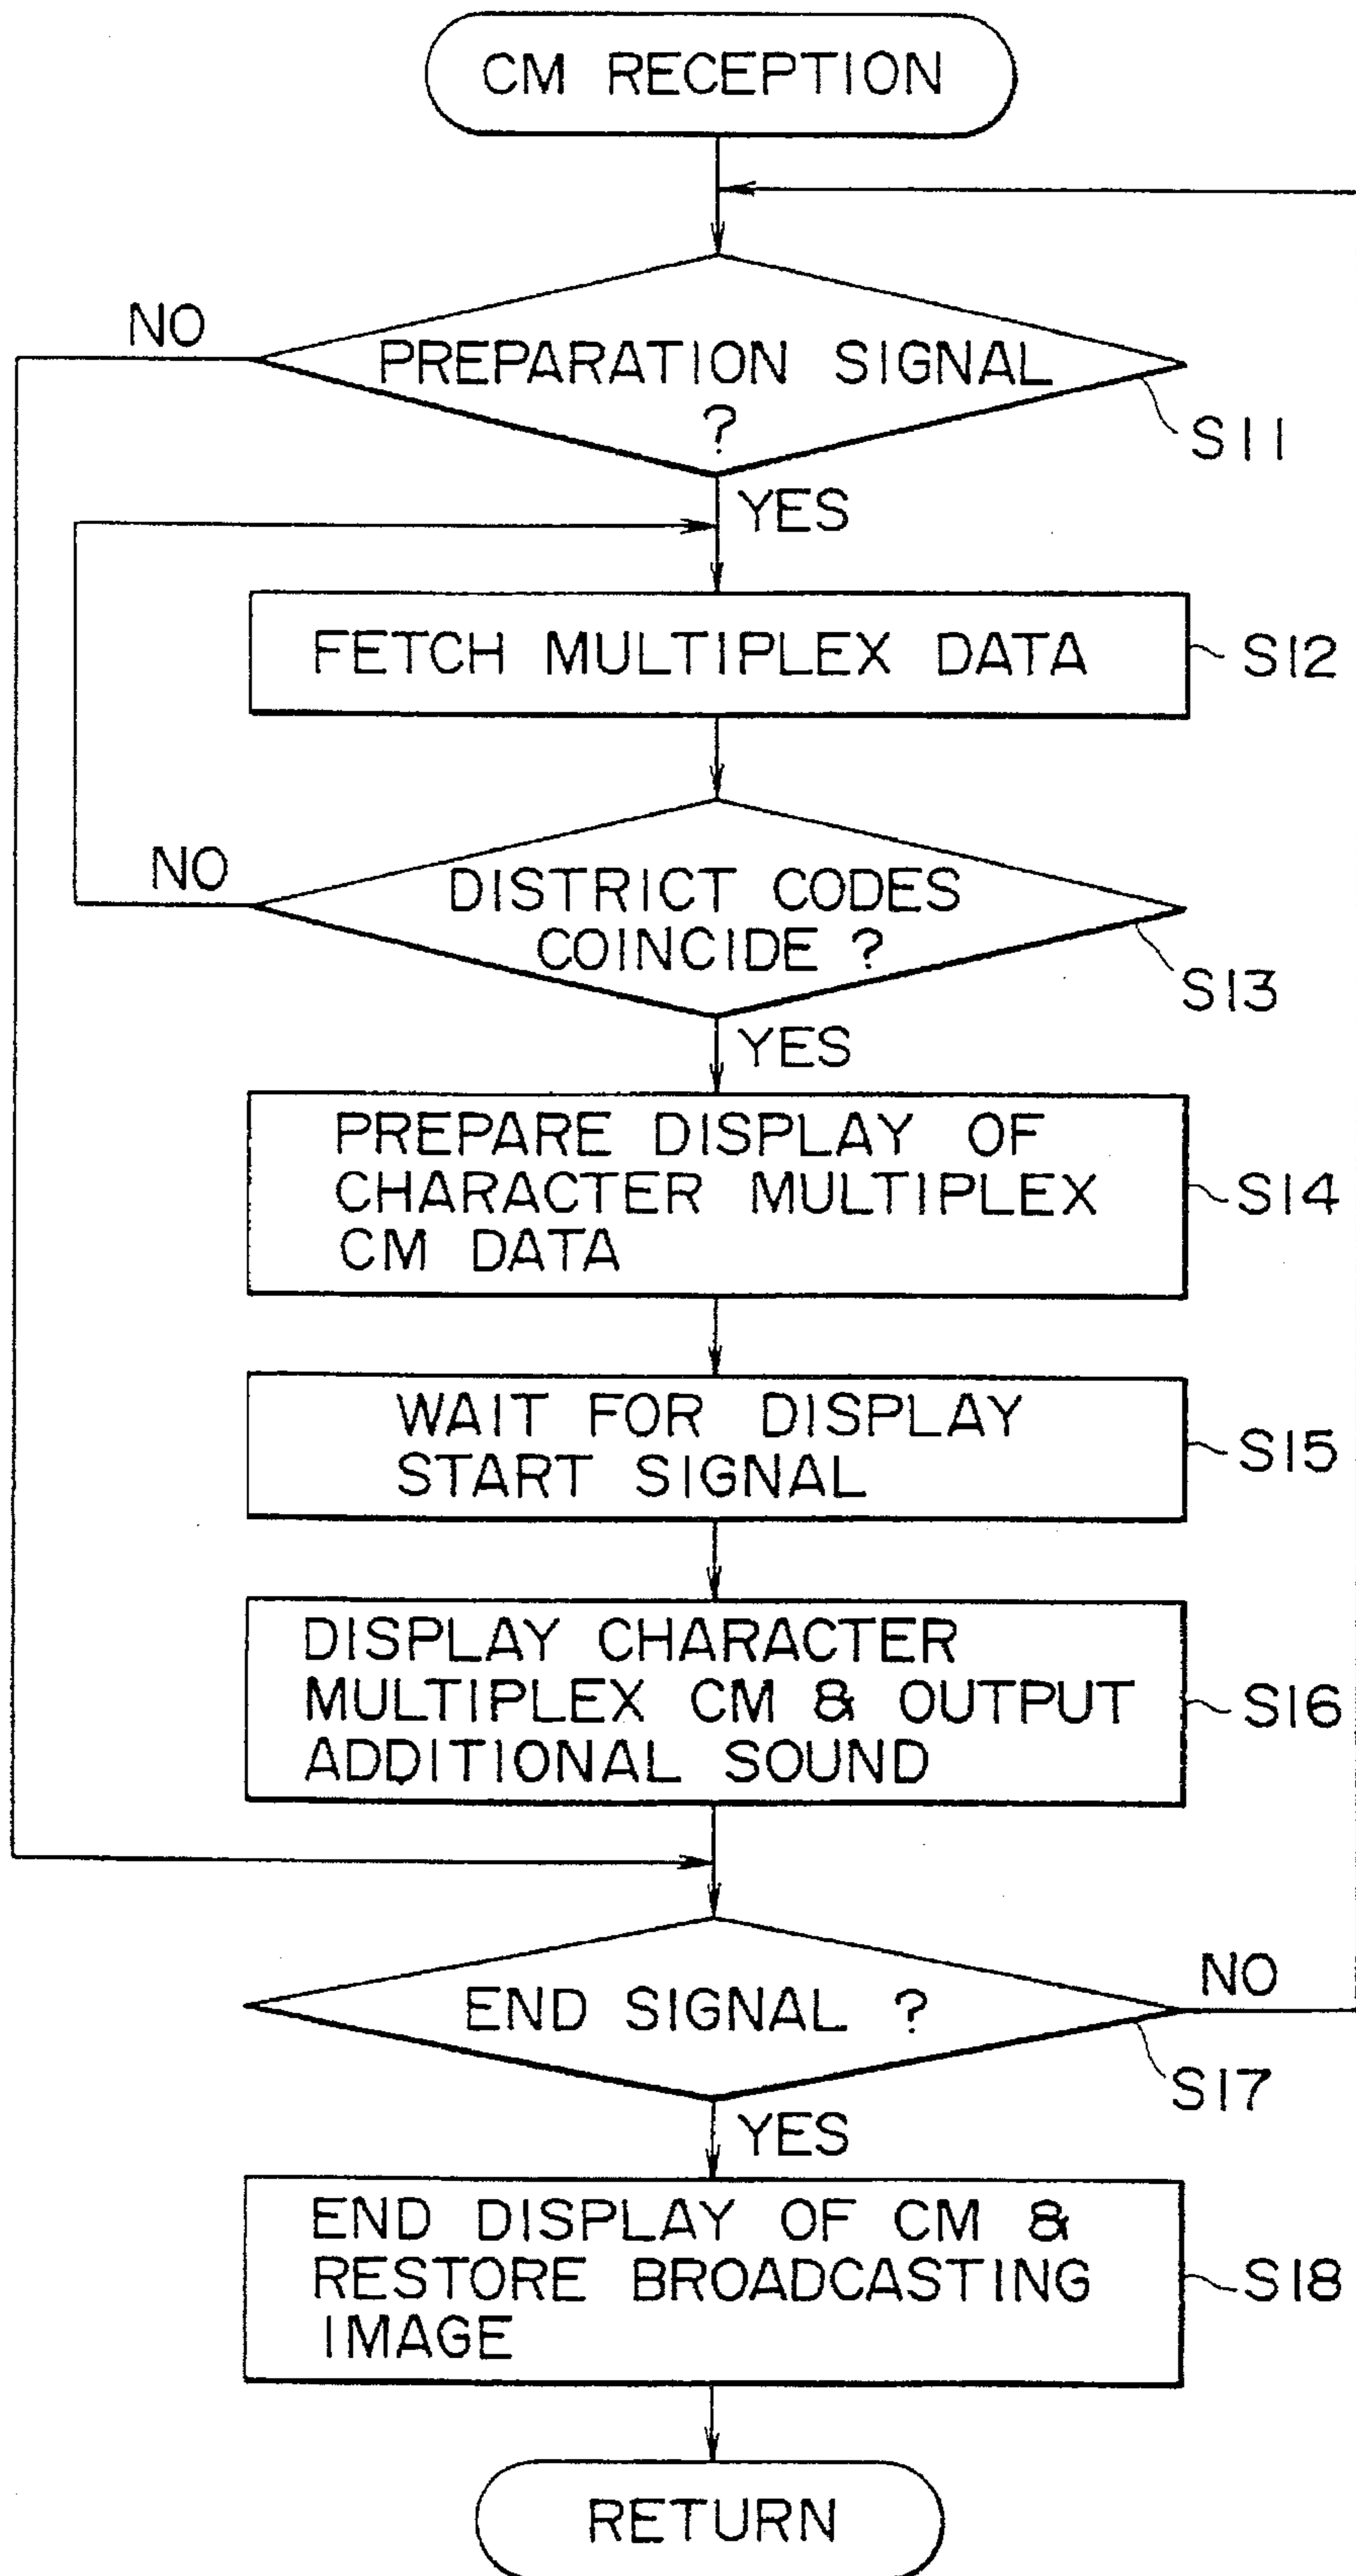 CM RECEPTION
NO
PREPARATION SIGNAL
?
S11
YES
FETCH MULTIPLEX DATA
S12
NO
DISTRICT CODES
COINCIDE ?
S13
YES
PREPARE DISPLAY OF
CHARACTER MULTIPLEX
CM DATA
S14
WAIT FOR DISPLAY
START SIGNAL
S15
DISPLAY CHARACTER
MULTIPLEX CM & OUTPUT
ADDITIONAL SOUND
S16
END SIGNAL ?
NO
S17
YES
END DISPLAY OF CM &
RESTORE BROADCASTING
IMAGE
S18
RETURN